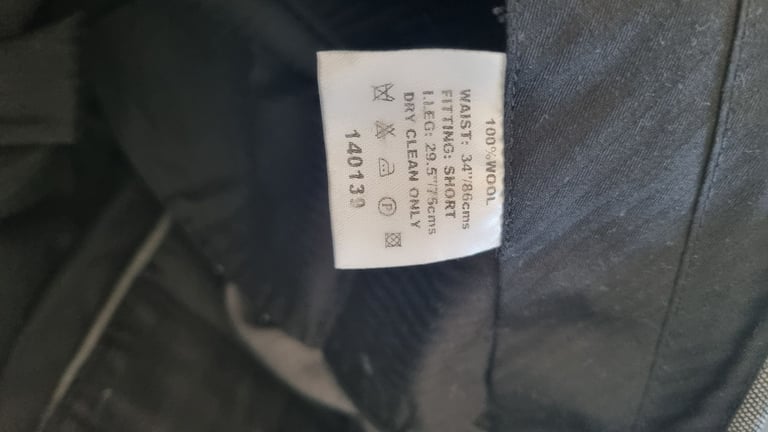 100%WOOL
WAIST: 34"/86cms
FITTING: SHORT
I.LEG: 29.5"/75cms
DRY CLEAN ONLY
P
140139